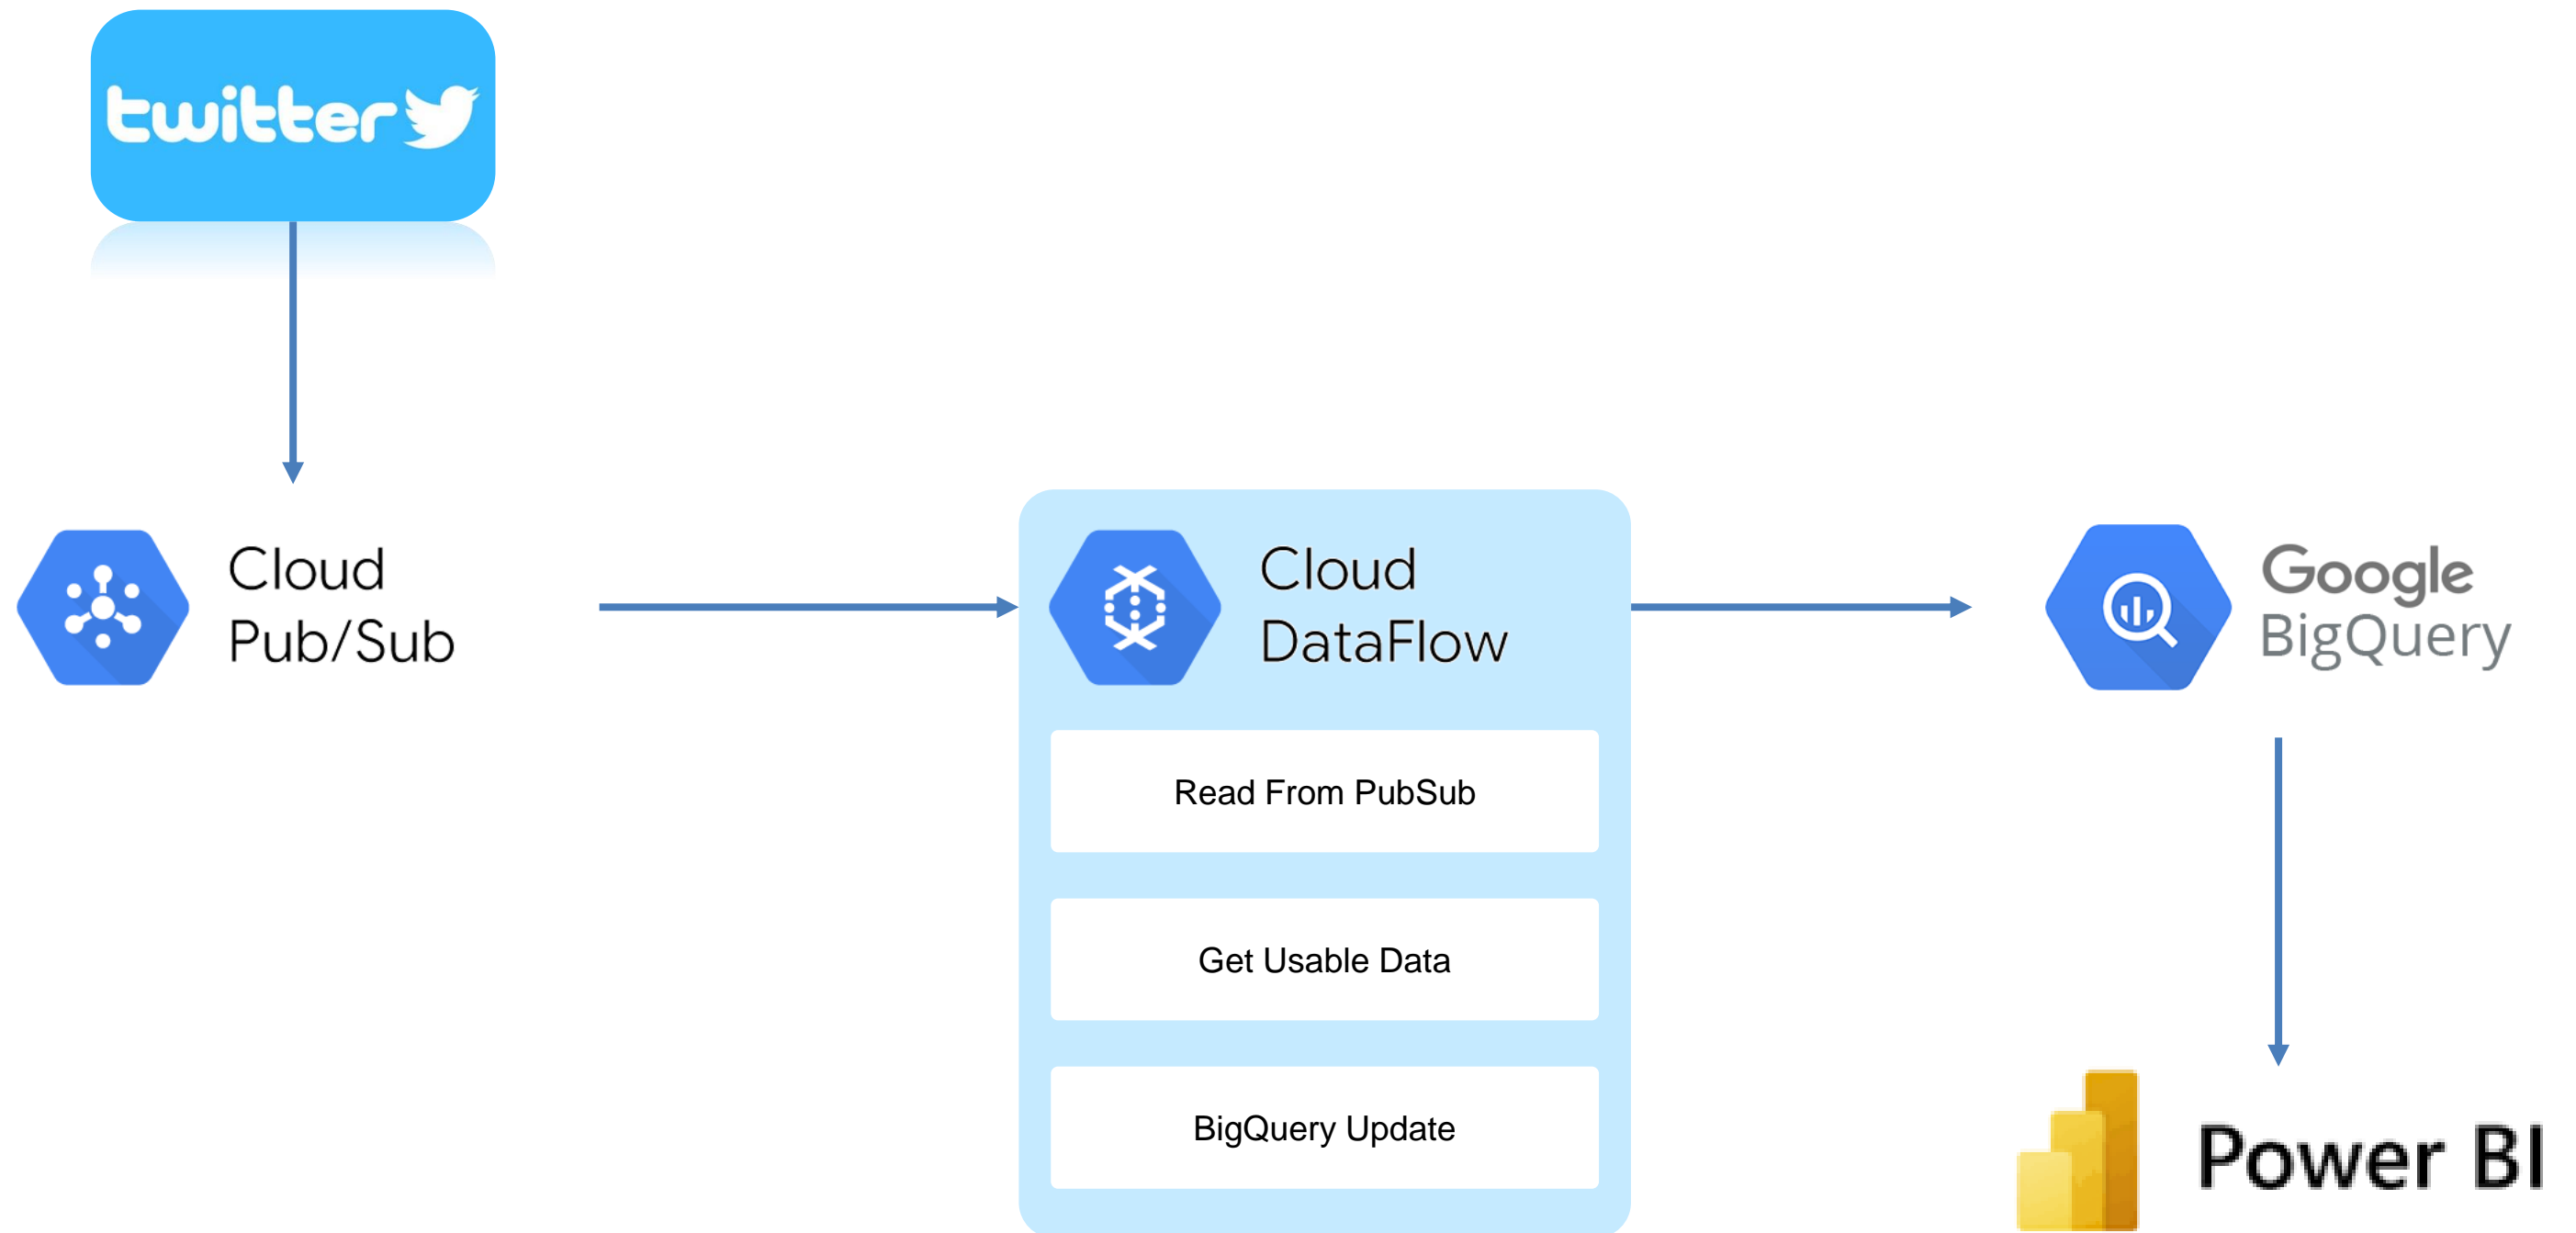 twitter
Cloud
Pub/Sub
Cloud
DataFlow
Read From PubSub
Get Usable Data
BigQuery Update
Google
BigQuery
Power BI